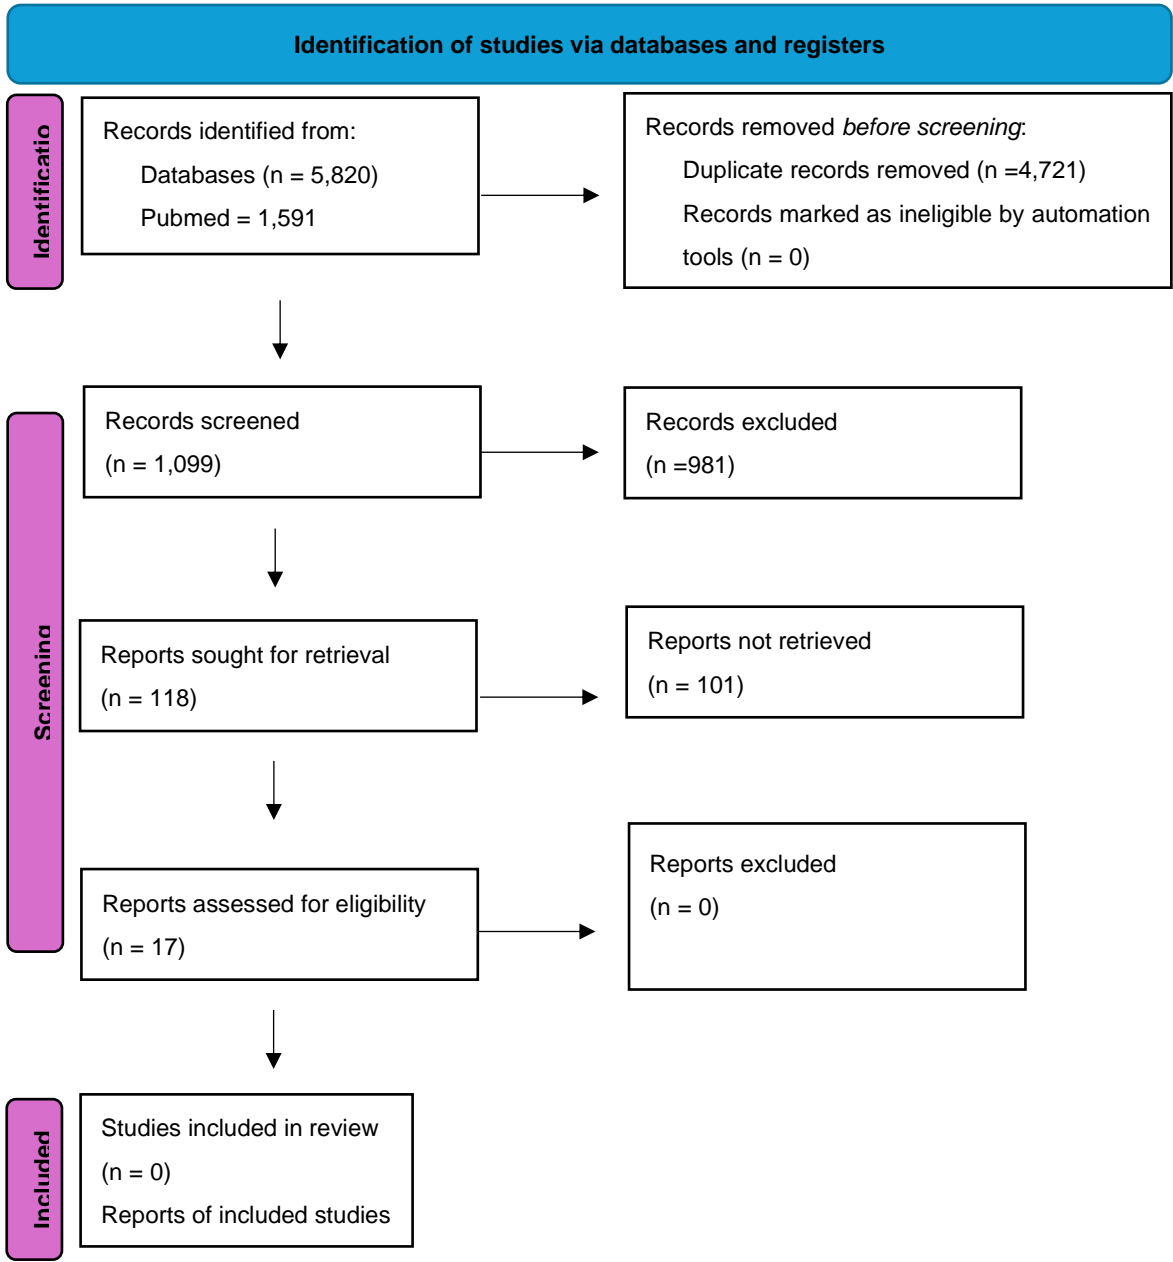 Identification of studies via databases and registers
Identificatio
Records identified from:
Databases (n = 5,820)
Pubmed = 1,591
Records removed before screening:
Duplicate records removed (n =4,721)
Records marked as ineligible by automation
tools (n = 0)
Screening
Records screened
(n = 1,099)
Records excluded
(n =981)
Reports sought for retrieval
(n = 118)
Reports not retrieved
(n = 101)
Reports assessed for eligibility
(n = 17)
Reports excluded
(n = 0)
Included
Studies included in review
(n = 0)
Reports of included studies